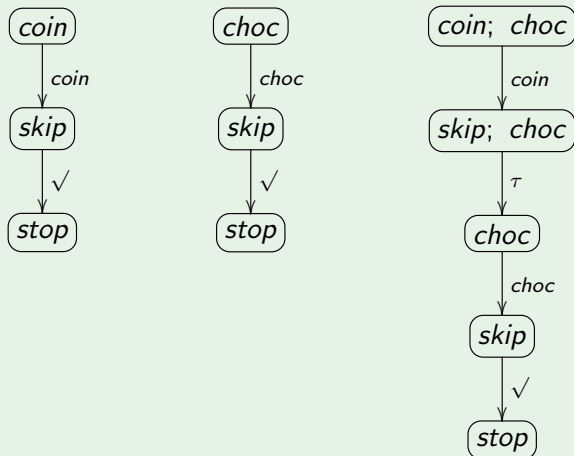 coin
coin
skip
√
stop
choc
choc
skip
√
stop
coin; choc
coin
skip; choc
τ
choc
choc
skip
√
stop